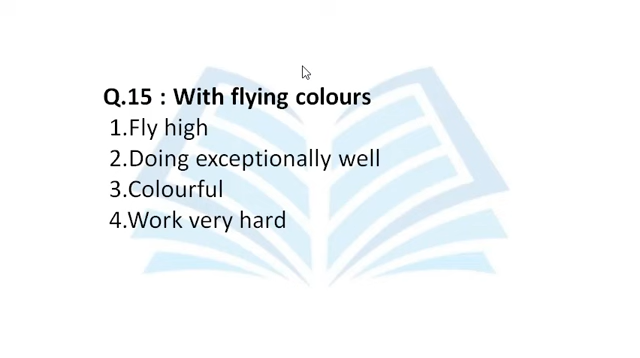 Q.15 : With flying colours
1.Fly high
2.Doing exceptionally well
3.Colourful
4.Work very hard